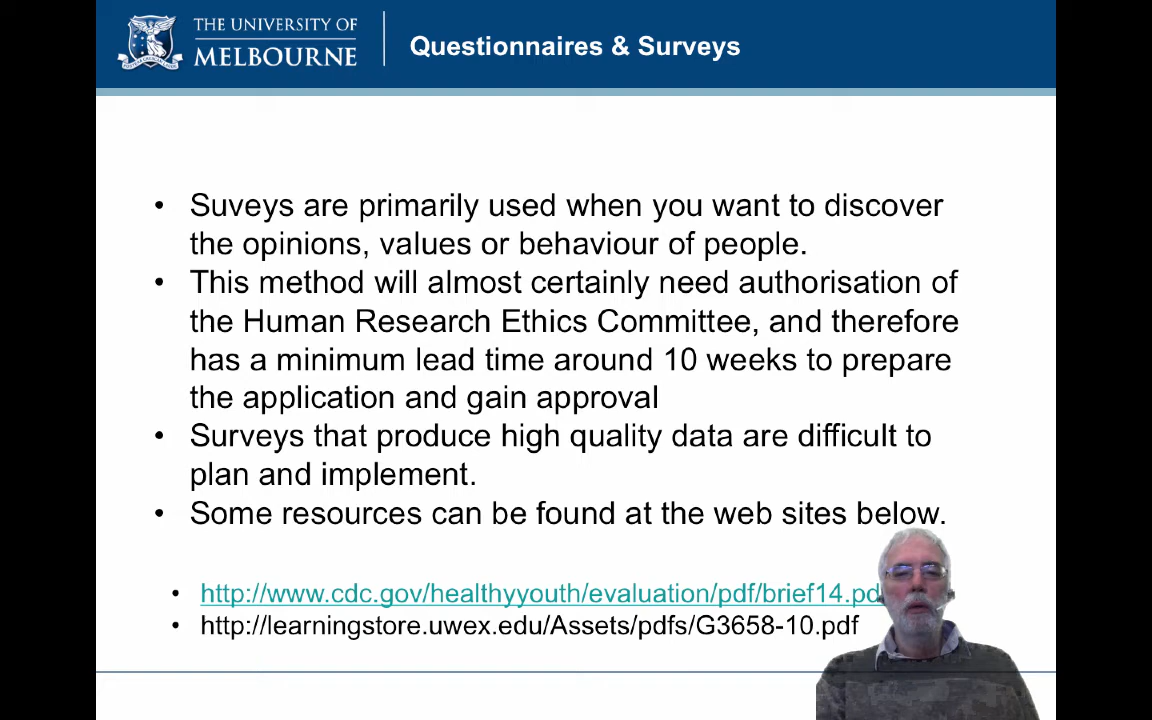 THE UNIVERSITY OF
MELBOURNE
Questionnaires & Surveys
• Suveys are primarily used when you want to discover
the opinions, values or behaviour of people.
• This method will almost certainly need authorisation of
the Human Research Ethics Committee, and therefore
has a minimum lead time around 10 weeks to prepare
the application and gain approval
• Surveys that produce high quality data are difficult to
plan and implement.
• Some resources can be found at the web sites below.
• http://www.cdc.gov/healthyyouth/evaluation/pdf/brief14.pd
• http://learningstore.uwex.edu/Assets/pdfs/G3658-10.pdf